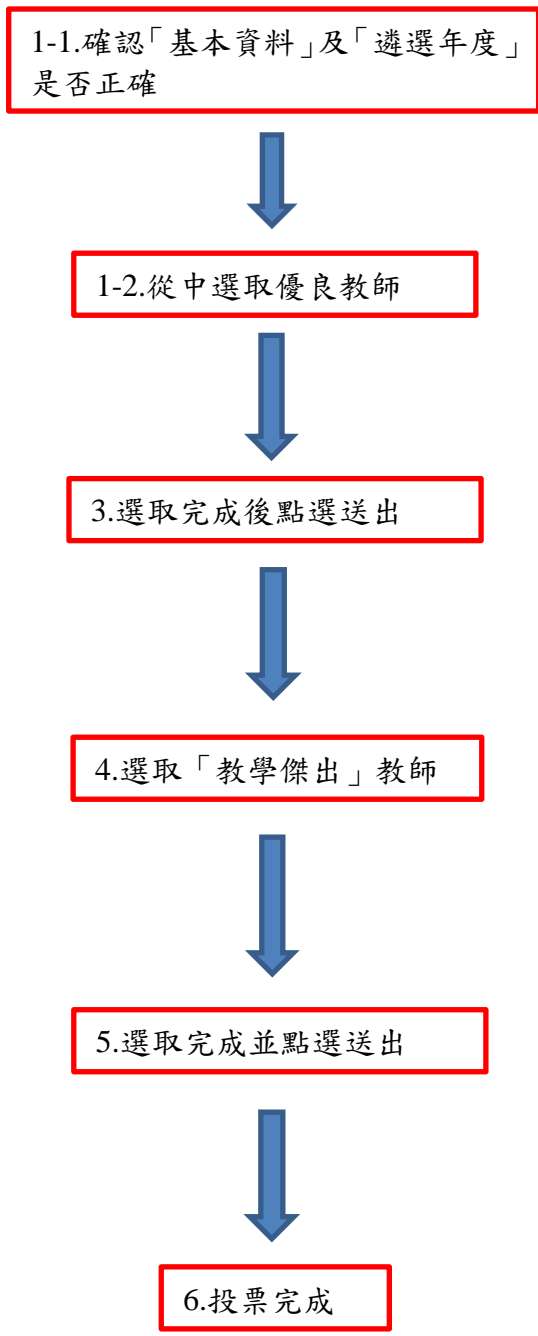 1-1.確認「基本資料」及「遴選年度」
是否正確
1-2.從中選取優良教師
3.選取完成後點選送出
4.選取「教學傑出」教師
5.選取完成並點選送出
6.投票完成